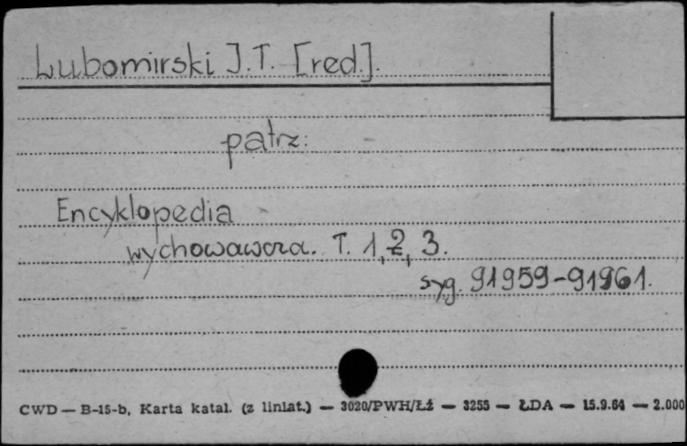 Lubomirski J.T. [red.].
patrz:
Encyklopedia
wychowawcza. T. 1, 2, 3.
syg. 91959-91961.
CWD — B-15-b, Karta katal. (z liniat.) — 3020/PWH/Łź — 3255 — ŁDA — 15.9.64 — 2.000